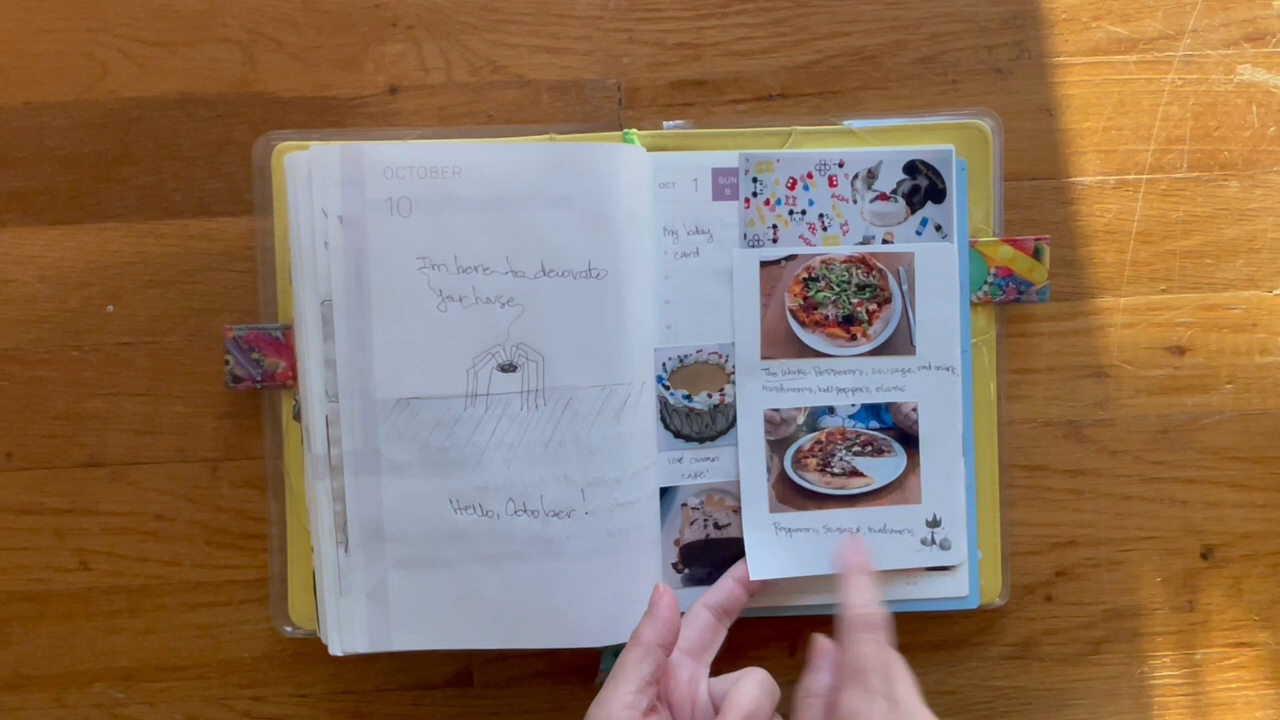 OCTOBER
10
I'm here to decorate
your house
Hello, October!
OCT 1 SUN
My bday
card
ice cream
cake!
The Works - Pepperoni, sausage, red onions,
mushrooms, bell peppers, olives
Pepperoni, Sausage, mushrooms